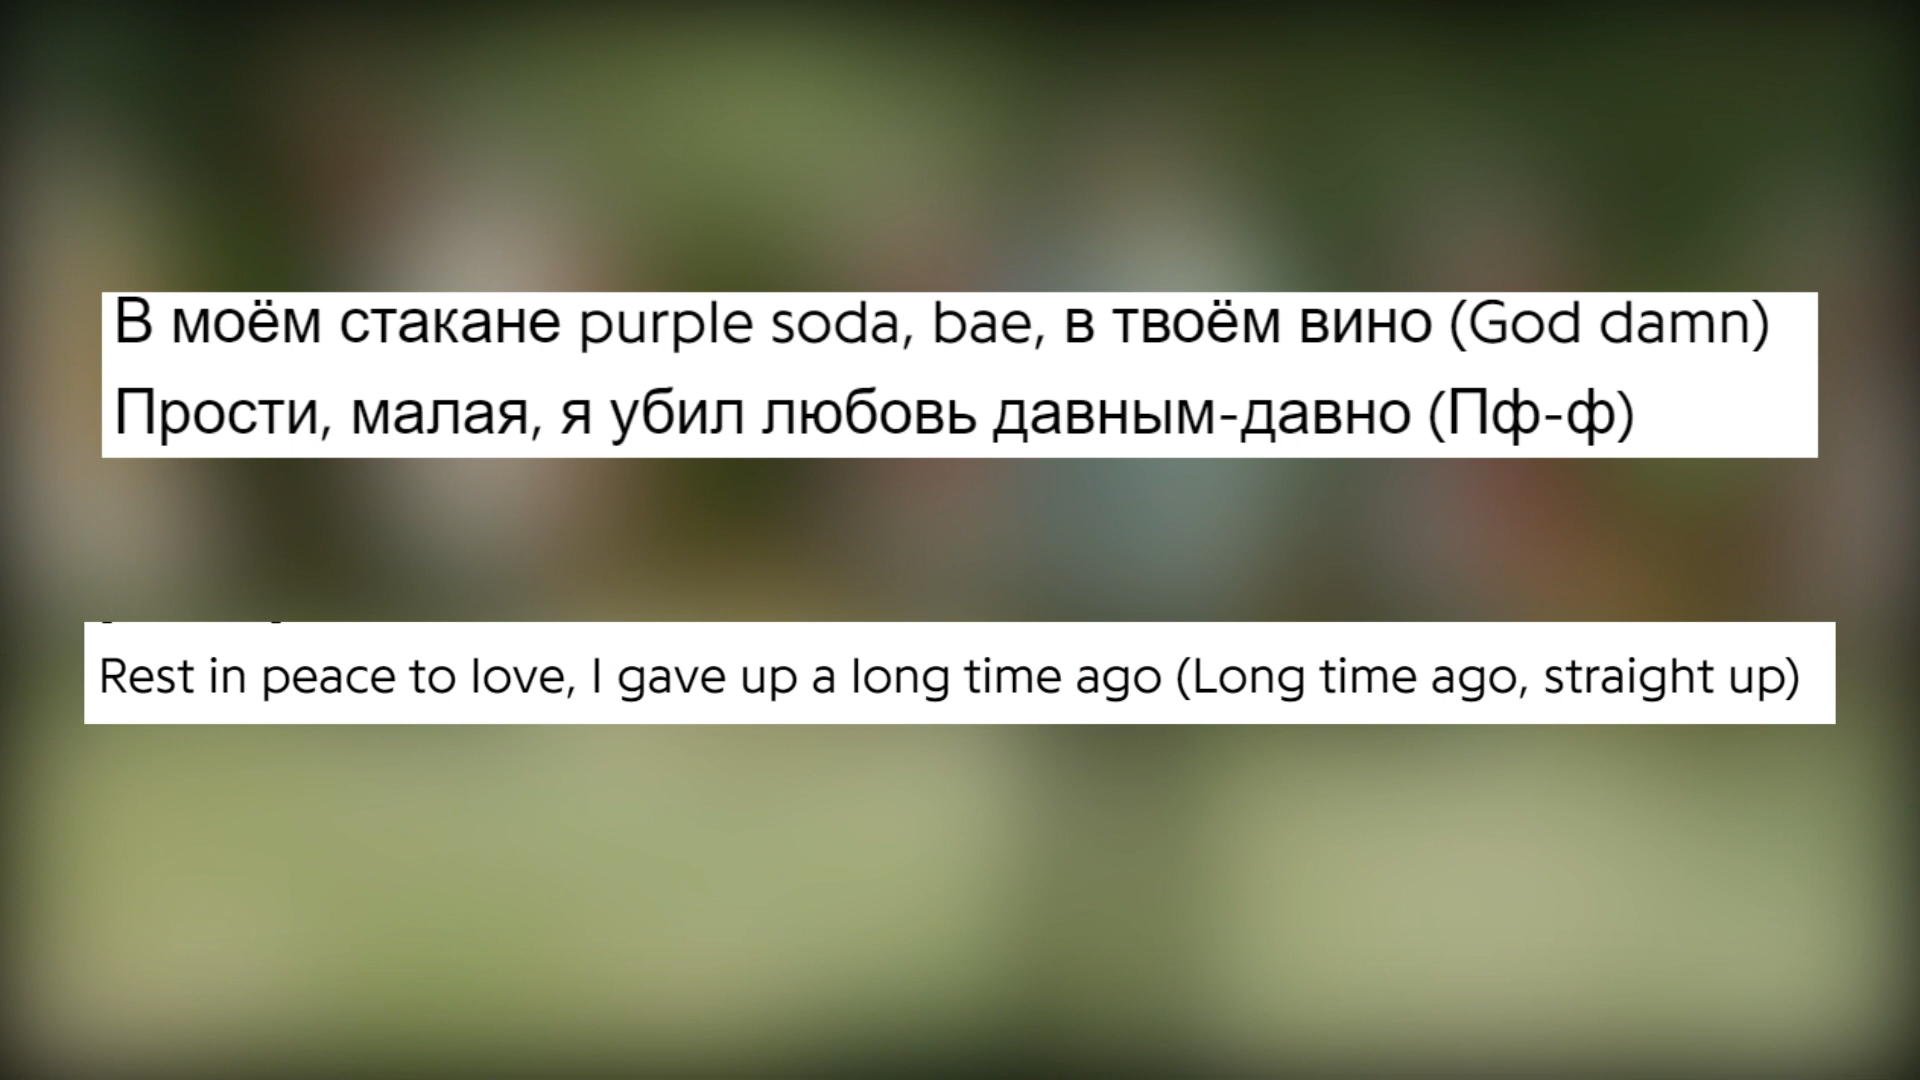 В моём стакане purple soda, bae, в твоём вино (God damn)
Прости, малая, я убил любовь давным-давно (Пф-ф)
Rest in peace to love, I gave up a long time ago (Long time ago, straight up)